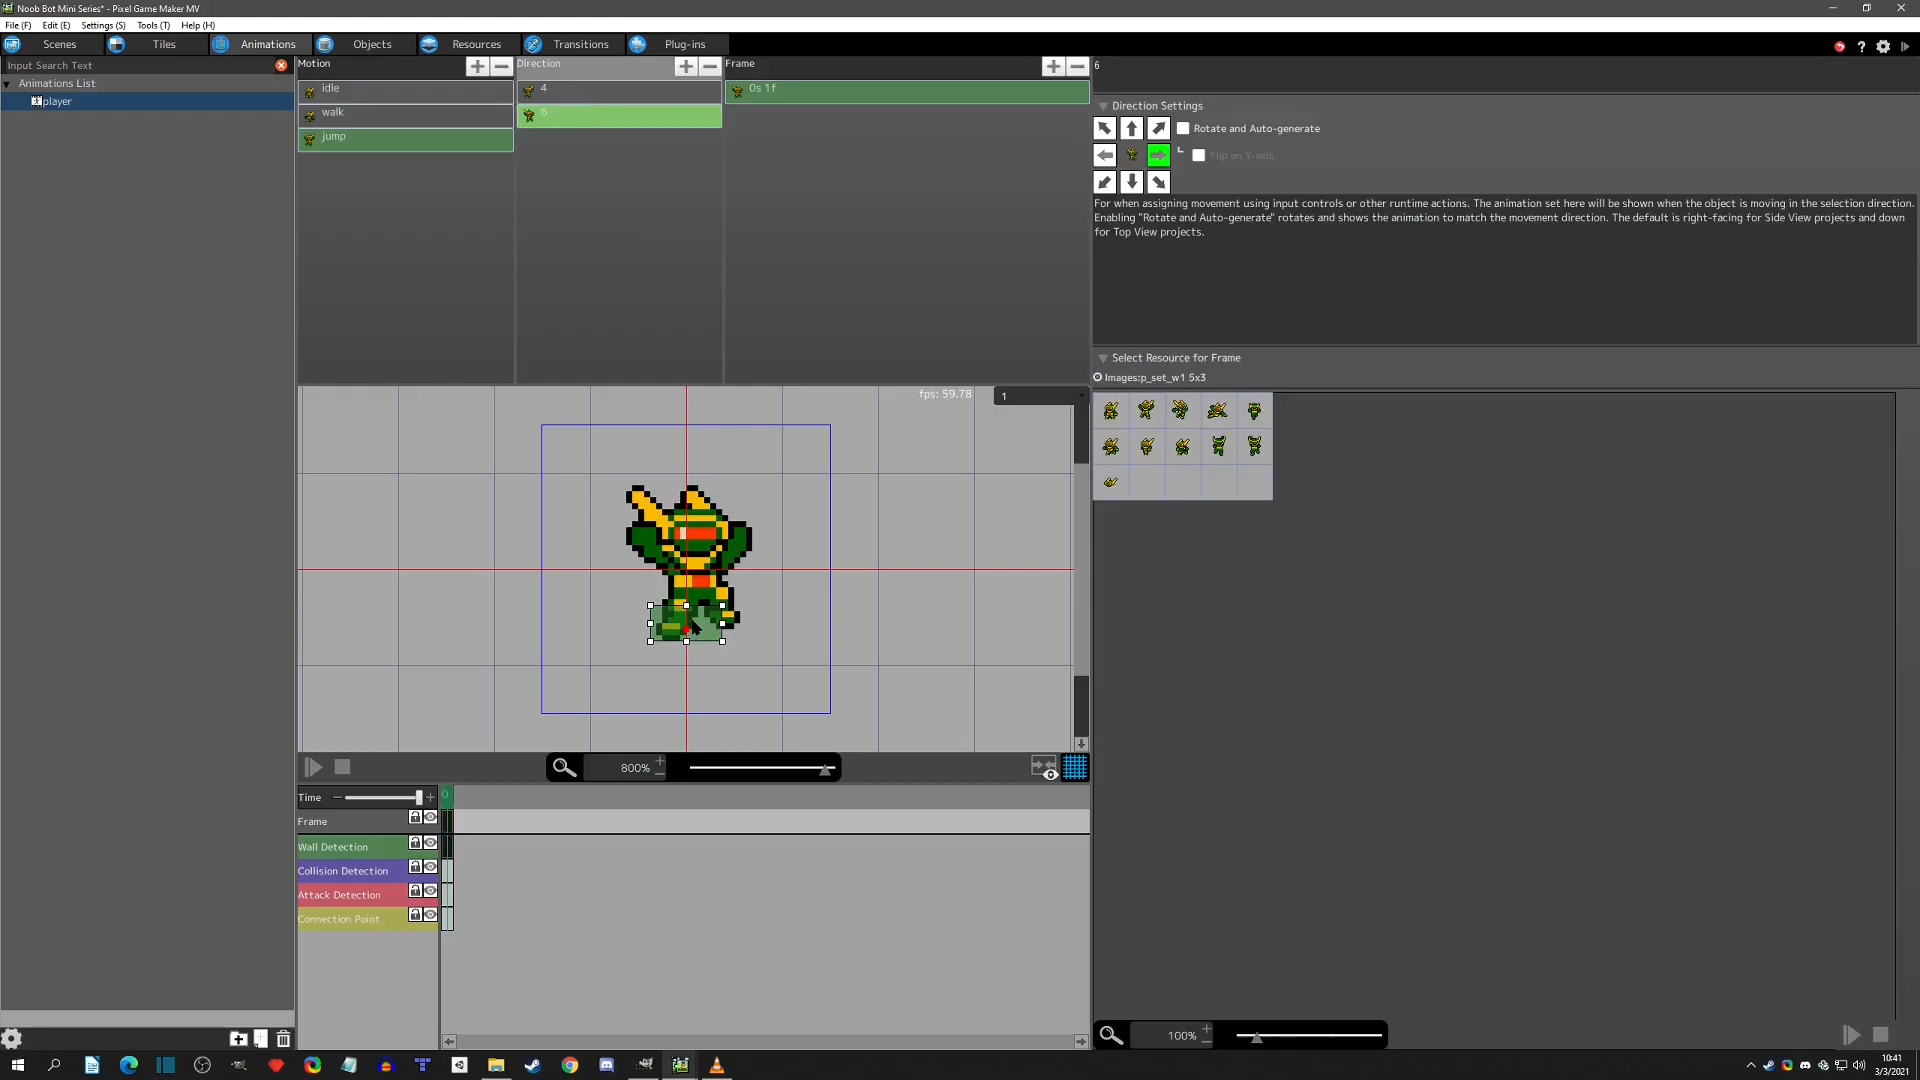 Noob Bot Mini Series* - Pixel Game Maker MV
File (F) Edit (E) Settings (S) Tools (T) Help (H)
Scenes Tiles Animations Objects Resources Transitions Plug-ins
Input Search Text
Animations List
player
Motion
idle
walk
jump
Direction
4
6
Frame
0s 1f
6
Direction Settings
Rotate and Auto-generate
Flip on Y-axis
For when assigning movement using input controls or other runtime actions. The animation set here will be shown when the object is moving in the selection direction.
Enabling "Rotate and Auto-generate" rotates and shows the animation to match the movement direction. The default is right-facing for Side View projects and down
for Top View projects.
Select Resource for Frame
Images:p_set_w1 5x3
fps: 59.78
1
800%
Time
0
Frame
Wall Detection
Collision Detection
Attack Detection
Connection Point
100%
10:41
3/3/2021